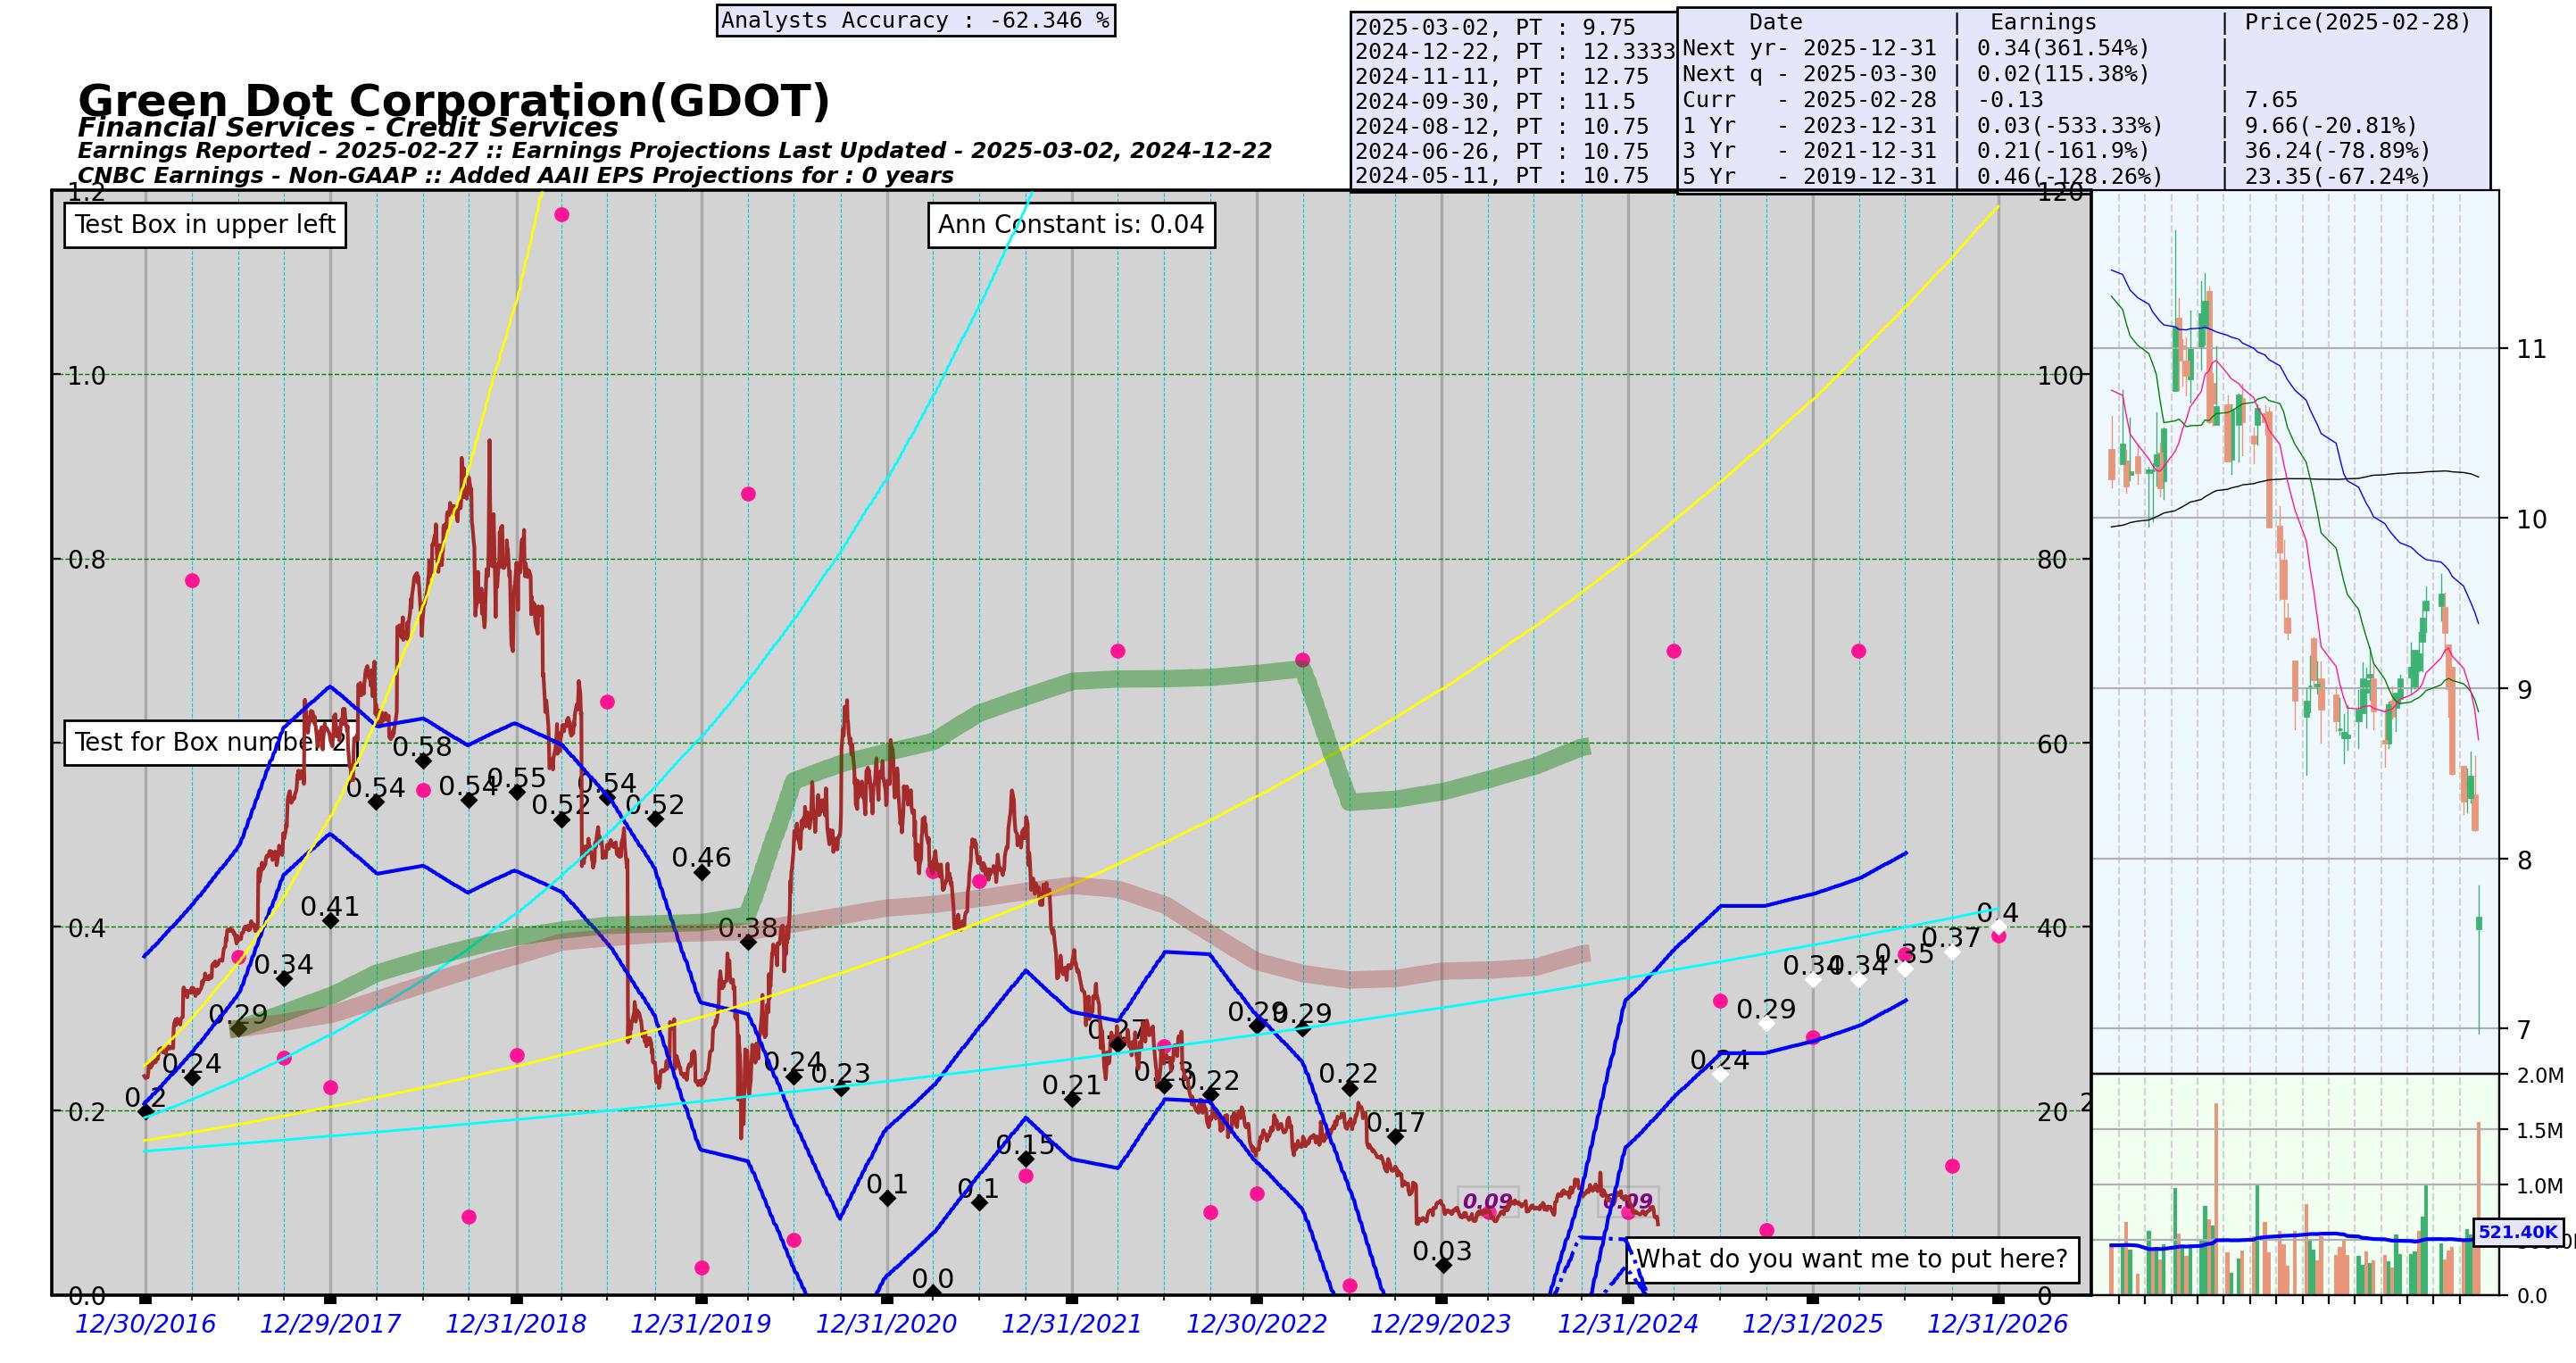 Analysts Accuracy : -62.346 %
2025-03-02, PT : 9.75
2024-12-22, PT : 12.3333
2024-11-11, PT : 12.75
2024-09-30, PT : 11.5
2024-08-12, PT : 10.75
2024-06-26, PT : 10.75
2024-05-11, PT : 10.75
Date | Earnings | Price(2025-02-28)
Next yr- 2025-12-31 | 0.34(361.54%) |
Next q - 2025-03-30 | 0.02(115.38%) |
Curr - 2025-02-28 | -0.13 | 7.65
1 Yr - 2023-12-31 | 0.03(-533.33%) | 9.66(-20.81%)
3 Yr - 2021-12-31 | 0.21(-161.9%) | 36.24(-78.89%)
5 Yr - 2019-12-31 | 0.46(-128.26%) | 23.35(-67.24%)
Green Dot Corporation(GDOT)
Financial Services - Credit Services
Earnings Reported - 2025-02-27 :: Earnings Projections Last Updated - 2025-03-02, 2024-12-22
CNBC Earnings - Non-GAAP :: Added AAII EPS Projections for : 0 years
1.2
1.0
0.8
0.4
0.2
0.0
Test Box in upper left
Ann Constant is: 0.04
Test for Box number 2
What do you want me to put here?
0.2
0.24
0.29
0.34
0.41
0.54
0.58
0.54
0.55
0.52
0.54
0.52
0.46
0.38
0.24
0.23
0.1
0.0
0.1
0.15
0.21
0.27
0.23
0.22
0.29
0.29
0.22
0.17
0.03
0.09
0.09
0.24
0.29
0.34
0.34
0.35
0.37
0.4
120
100
80
60
40
20
0
11
10
9
8
7
2.0M
1.5M
1.0M
521.40K
0.0
12/30/2016
12/29/2017
12/31/2018
12/31/2019
12/31/2020
12/31/2021
12/30/2022
12/29/2023
12/31/2024
12/31/2025
12/31/2026